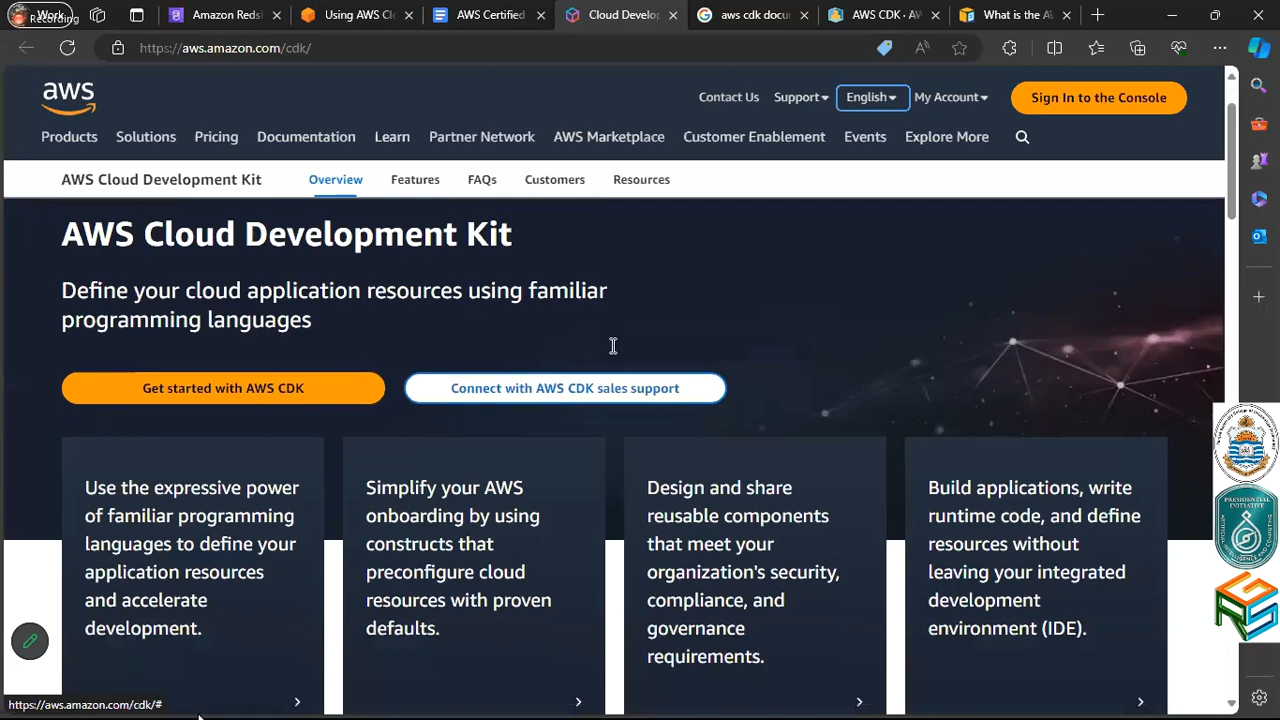 Work
Recording
Amazon Reds
Using AWS Cl
AWS Certified
Cloud Develo
aws cdk docu
AWS CDK · A
What is the A
https://aws.amazon.com/cdk/
aws
Contact Us
Support
English
My Account
Sign In to the Console
Products
Solutions
Pricing
Documentation
Learn
Partner Network
AWS Marketplace
Customer Enablement
Events
Explore More
AWS Cloud Development Kit
Overview
Features
FAQs
Customers
Resources
AWS Cloud Development Kit
Define your cloud application resources using familiar
programming languages
Get started with AWS CDK
Connect with AWS CDK sales support
Use the expressive power
of familiar programming
languages to define your
application resources
and accelerate
development.
Simplify your AWS
onboarding by using
constructs that
preconfigure cloud
resources with proven
defaults.
Design and share
reusable components
that meet your
organization's security,
compliance, and
governance
requirements.
Build applications, write
runtime code, and define
resources without
leaving your integrated
development
environment (IDE).
PRESIDENTIAL
INITIATIVE
https://aws.amazon.com/cdk/#